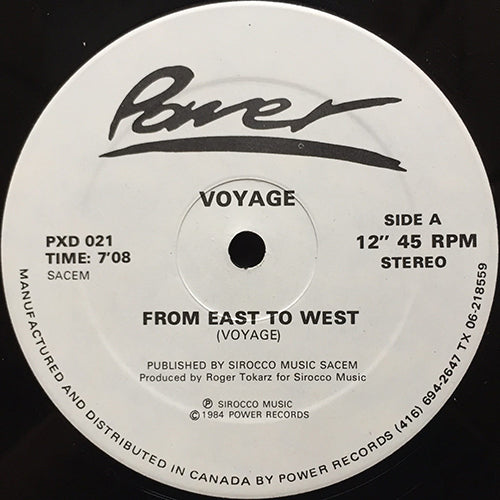 Power
VOYAGE
PXD 021
TIME: 7'08
SACEM
SIDE A
12" 45 RPM
STEREO
FROM EAST TO WEST
(VOYAGE)
PUBLISHED BY SIROCCO MUSIC SACEM
Produced by Roger Tokarz for Sirocco Music
℗ SIROCCO MUSIC
© 1984 POWER RECORDS
MANUFACTURED AND DISTRIBUTED IN CANADA BY POWER RECORDS (416) 694-2647 TX 06-218559